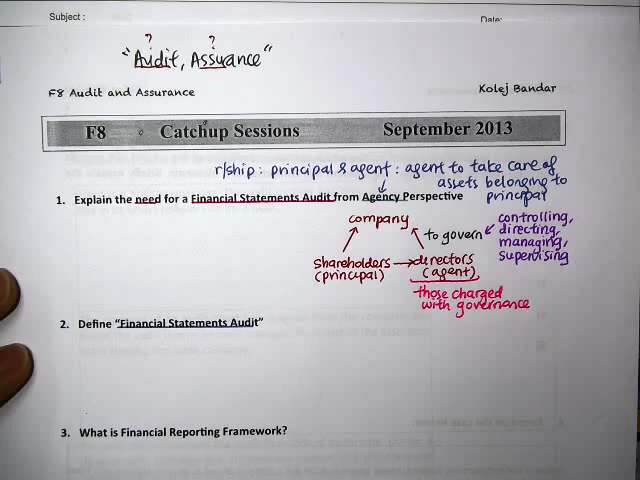 Subject :
Date:
? ?
"Audit, Assurance"
F8 Audit and Assurance
Kolej Bandar
F8 Catchup Sessions September 2013
r/ship : principal & agent : agent to take care of
assets belonging to
principal
1. Explain the need for a Financial Statements Audit from Agency Perspective
company
to govern
controlling,
directing,
managing,
supervising
shareholders
(principal)
directors
(agent)
those charged
with governance
2. Define "Financial Statements Audit"
3. What is Financial Reporting Framework?